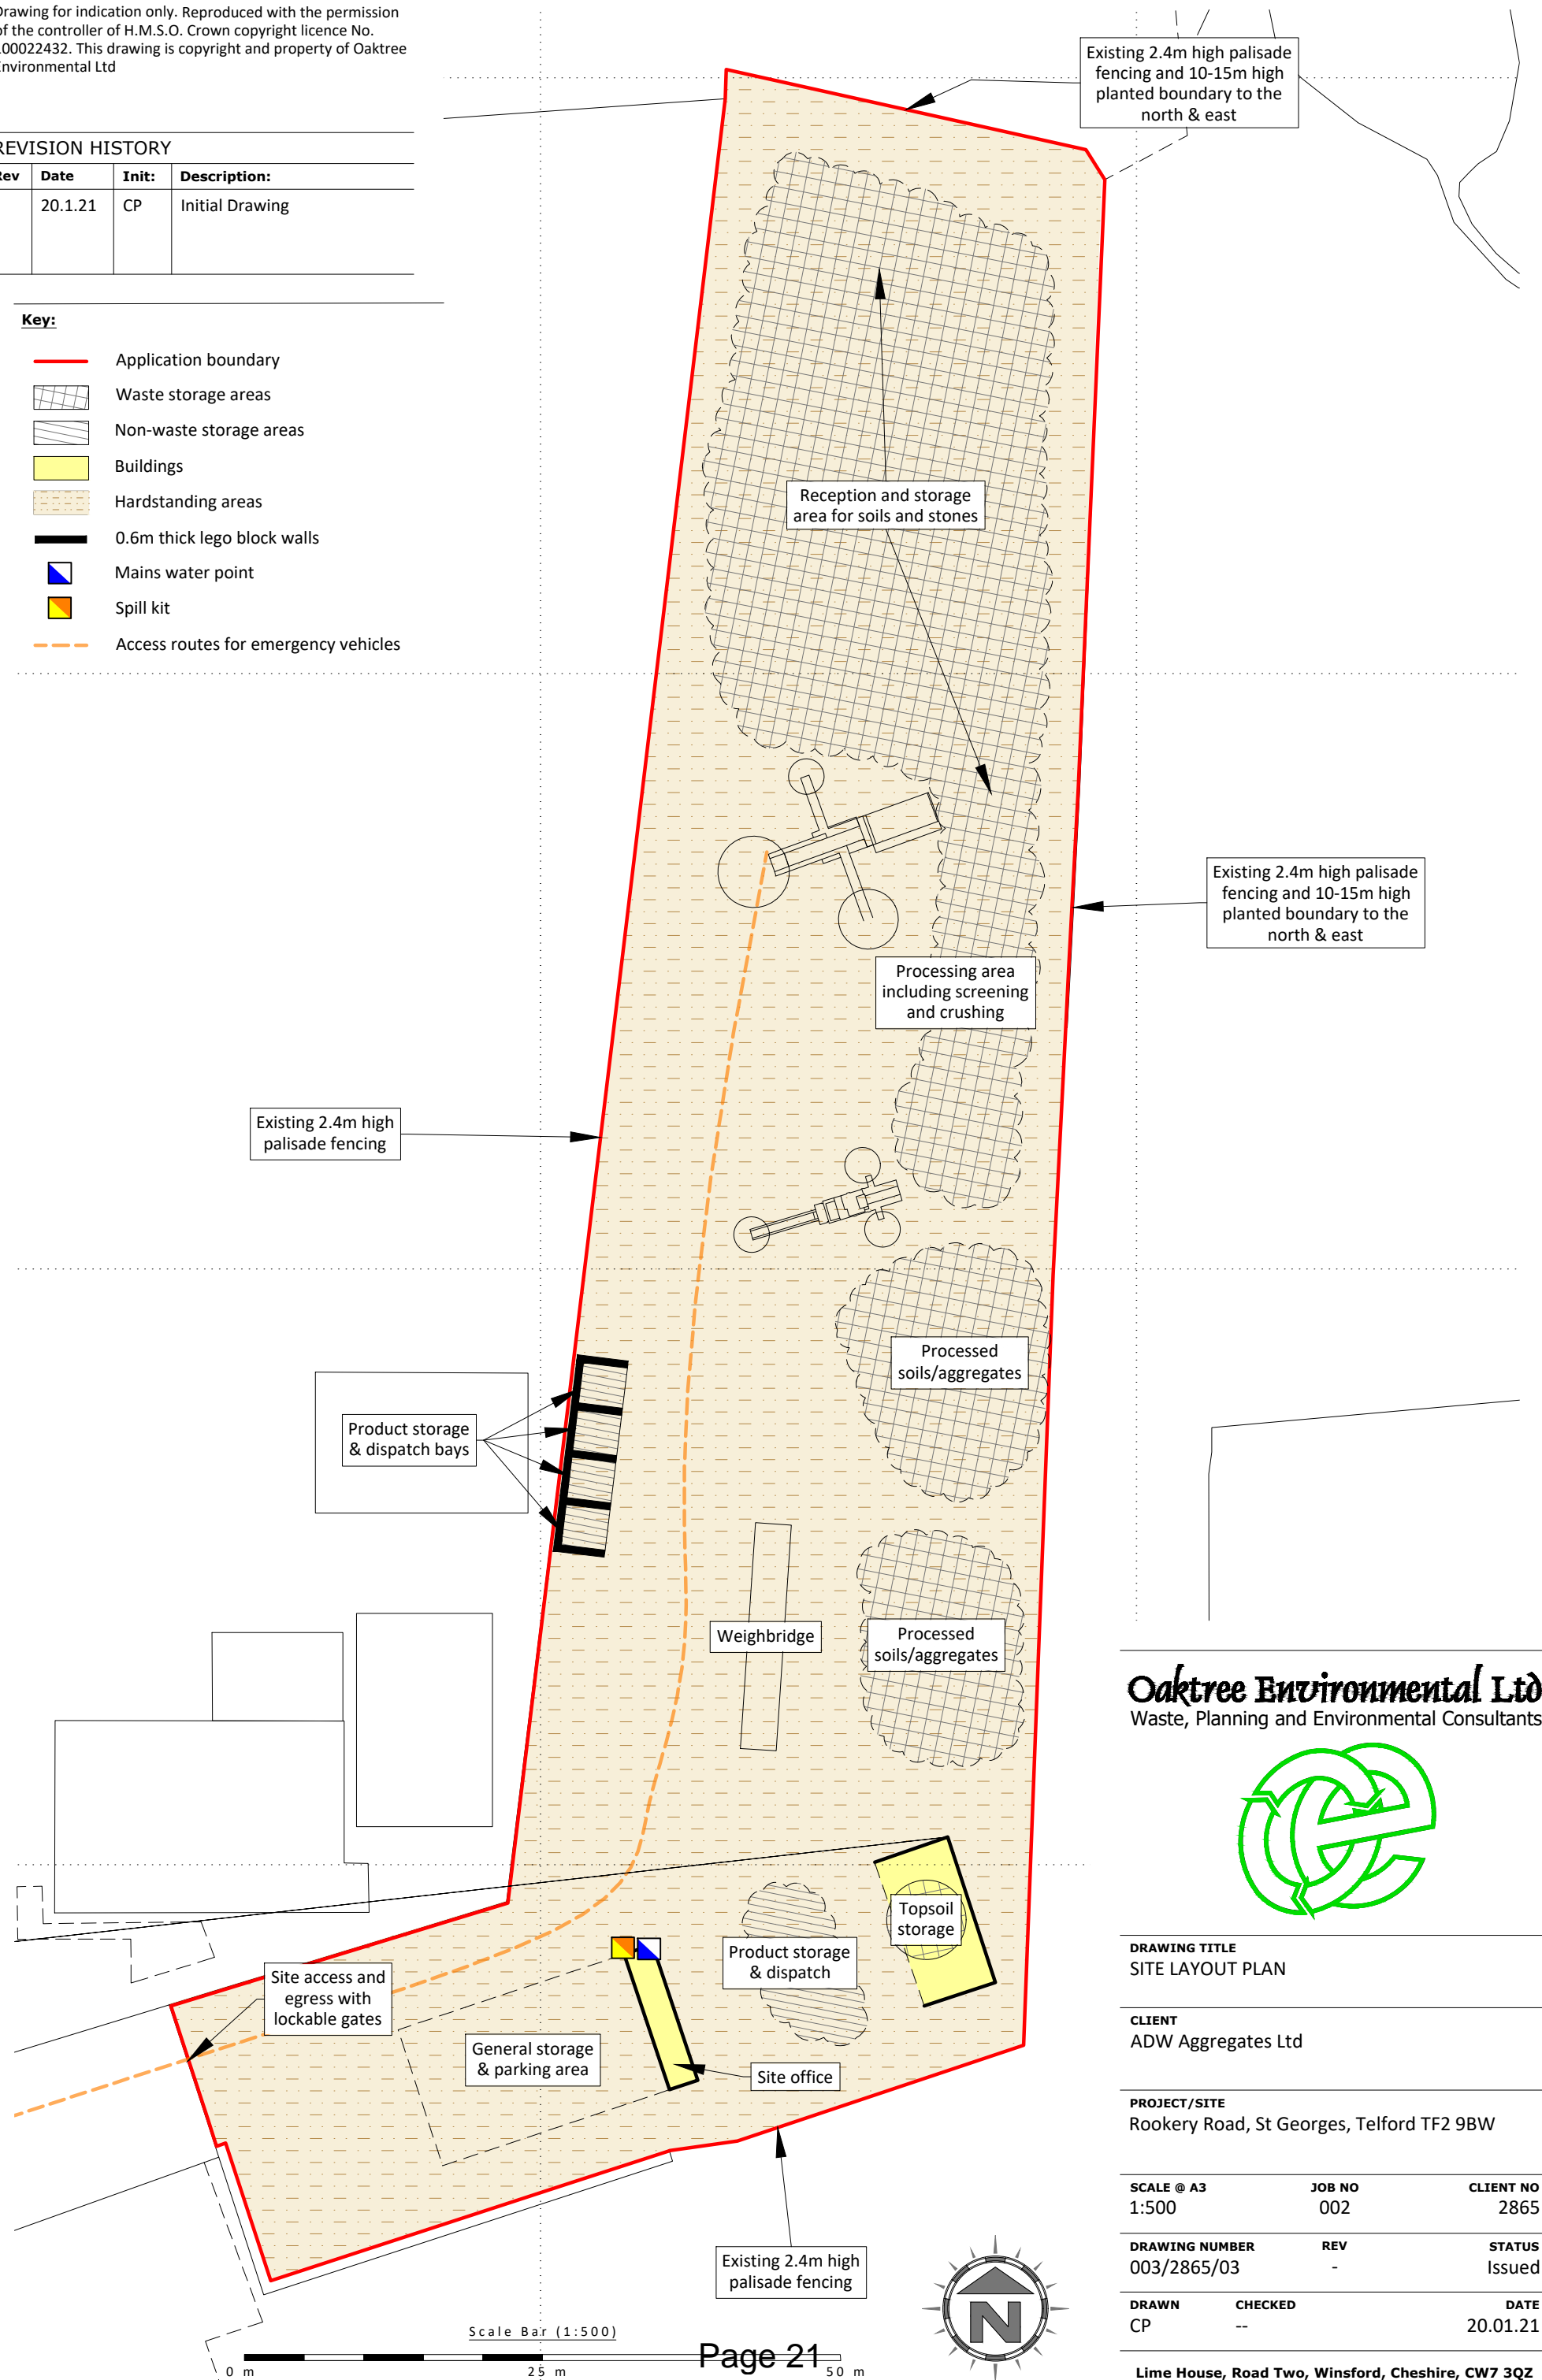 Drawing for indication only. Reproduced with the permission
of the controller of H.M.S.O. Crown copyright licence No.
100022432. This drawing is copyright and property of Oaktree
Environmental Ltd
REVISION HISTORY
Rev Date Init: Description:
20.1.21 CP Initial Drawing
Key:
Application boundary
Waste storage areas
Non-waste storage areas
Buildings
Hardstanding areas
0.6m thick lego block walls
Mains water point
Spill kit
Access routes for emergency vehicles
Existing 2.4m high palisade
fencing and 10-15m high
planted boundary to the
north & east
Reception and storage
area for soils and stones
Existing 2.4m high palisade
fencing and 10-15m high
planted boundary to the
north & east
Processing area
including screening
and crushing
Existing 2.4m high
palisade fencing
Processed
soils/aggregates
Product storage
& dispatch bays
Weighbridge
Processed
soils/aggregates
Topsoil
storage
Product storage
& dispatch
Site access and
egress with
lockable gates
General storage
& parking area
Site office
Existing 2.4m high
palisade fencing
N
Scale Bar (1:500)
0 m 25 m 50 m
Page 21
Oaktree Environmental Ltd
Waste, Planning and Environmental Consultants
DRAWING TITLE
SITE LAYOUT PLAN
CLIENT
ADW Aggregates Ltd
PROJECT/SITE
Rookery Road, St Georges, Telford TF2 9BW
SCALE @ A3 JOB NO CLIENT NO
1:500 002 2865
DRAWING NUMBER REV STATUS
003/2865/03 - Issued
DRAWN CHECKED DATE
CP -- 20.01.21
Lime House, Road Two, Winsford, Cheshire, CW7 3QZ